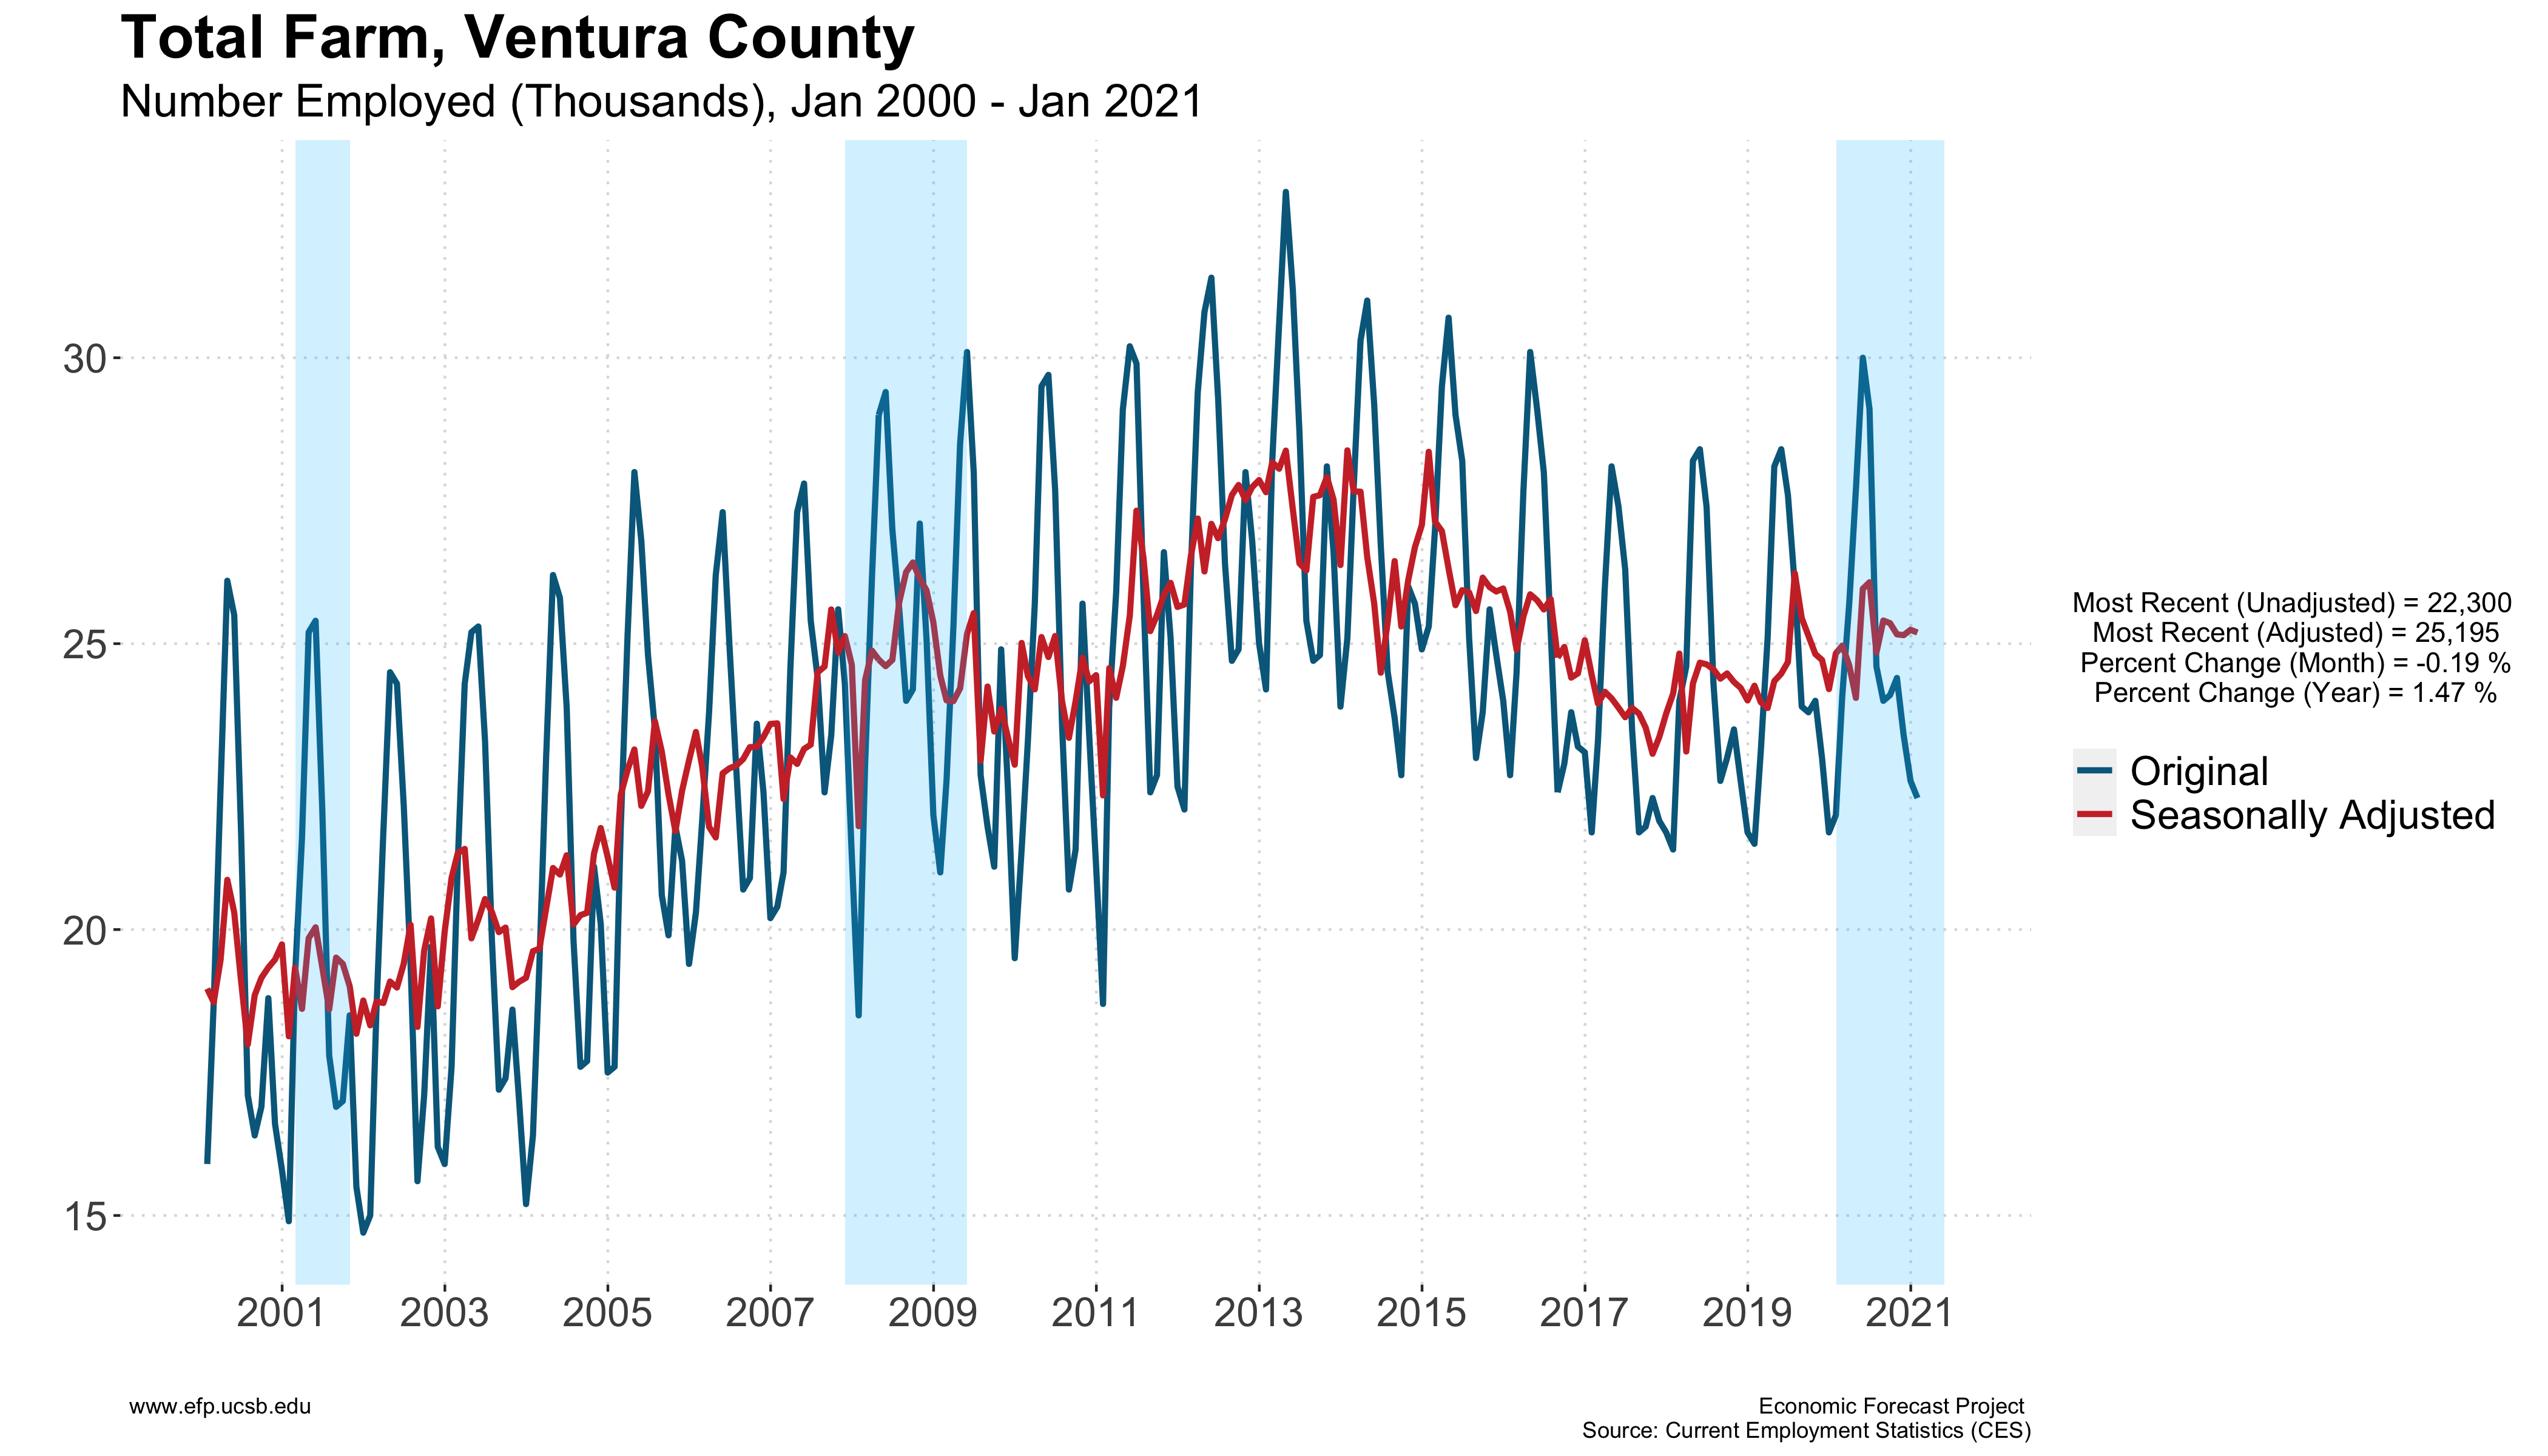 Total Farm, Ventura County
Number Employed (Thousands), Jan 2000 - Jan 2021
30
25
20
15
2001 2003 2005 2007 2009 2011 2013 2015 2017 2019 2021
Most Recent (Unadjusted) = 22,300
Most Recent (Adjusted) = 25,195
Percent Change (Month) = -0.19 %
Percent Change (Year) = 1.47 %
Original
Seasonally Adjusted
www.efp.ucsb.edu
Economic Forecast Project
Source: Current Employment Statistics (CES)